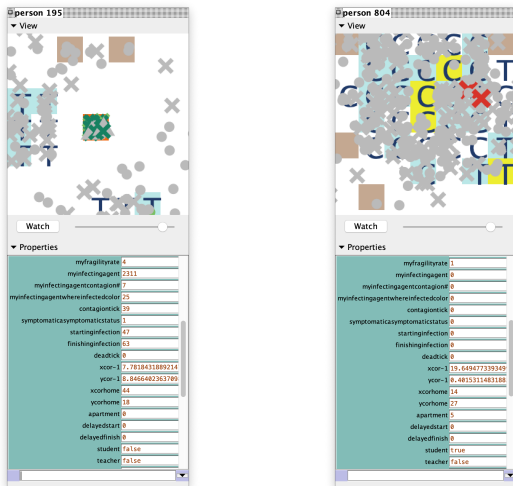 person 195
View
Watch
Properties
myfragilityrate 4
myinfectingagent 2311
myinfectingagentcontagion# 7
myinfectingagentwhereinfectedcolor 25
contagiontick 39
symptomaticasymptomaticstatus 1
startinginfection 47
finishinginfection 63
deadtick 0
xcor-1 7.7818431889214
ycor-1 8.8466402363709
xcorhome 44
ycorhome 18
apartment 0
delayedstart 0
delayedfinish 0
student false
teacher false
person 804
View
Watch
Properties
myfragilityrate 1
myinfectingagent 0
myinfectingagentcontagion# 0
myinfectingagentwhereinfectedcolor 0
contagiontick 0
symptomaticasymptomaticstatus 0
startinginfection 0
finishinginfection 0
deadtick 0
xcor-1 19.649477339349
ycor-1 0.4015311483188
xcorhome 14
ycorhome 27
apartment 5
delayedstart 0
delayedfinish 0
student true
teacher false